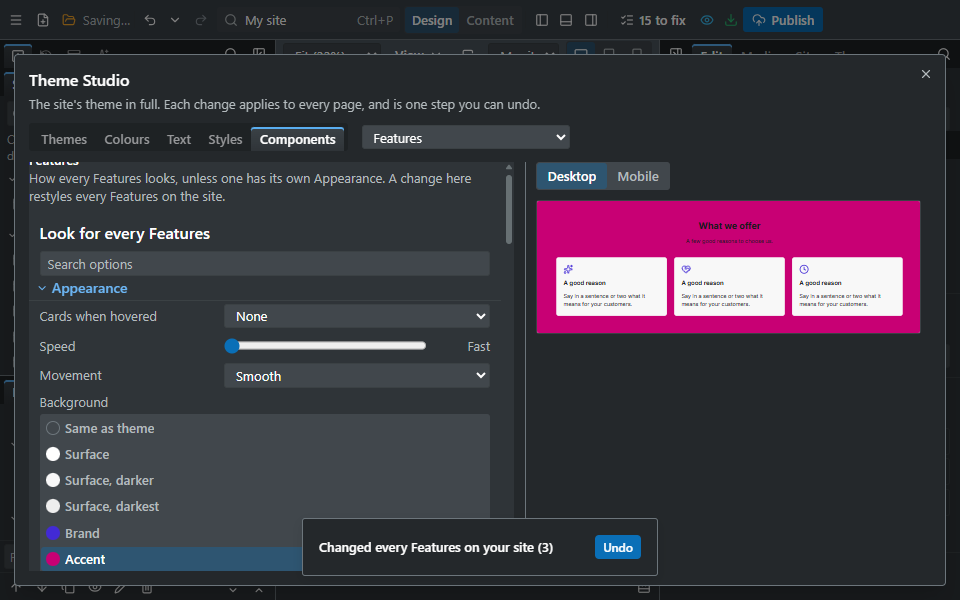 Saving...
My site
Ctrl+P
Design
Content
15 to fix
Publish
Theme Studio
The site's theme in full. Each change applies to every page, and is one step you can undo.
Themes
Colours
Text
Styles
Components
Features
Features
How every Features looks, unless one has its own Appearance. A change here
restyles every Features on the site.
Look for every Features
Search options
Appearance
Cards when hovered
None
Speed
Fast
Movement
Smooth
Background
Same as theme
Surface
Surface, darker
Surface, darkest
Brand
Accent
Desktop
Mobile
What we offer
A few good reasons to choose us.
A good reason
Say in a sentence or two what it
means for your customers.
A good reason
Say in a sentence or two what it
means for your customers.
A good reason
Say in a sentence or two what it
means for your customers.
Changed every Features on your site (3)
Undo